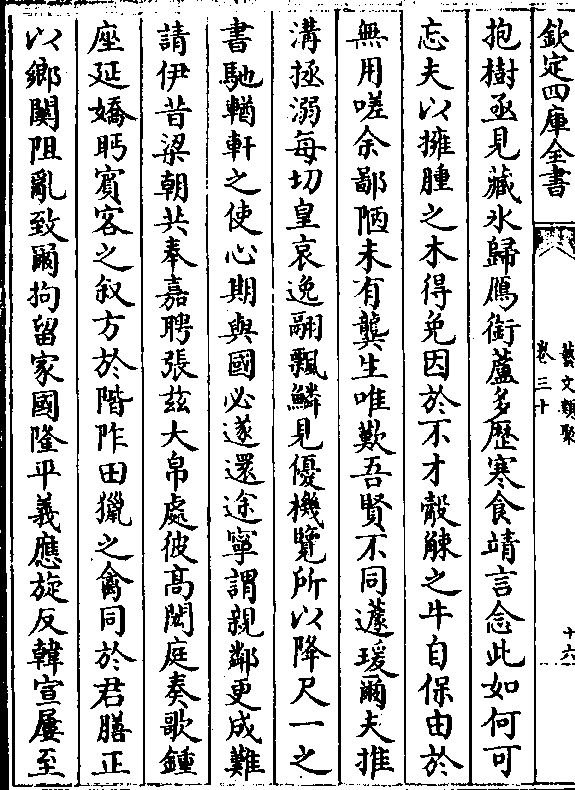 欽定四庫全書
藝文類聚
卷三十
十六
抱樹亟見藏氷歸鴈銜蘆多歴寒食靖言念此如何可
忘夫以擁腫之木得免因於不才觳觫之牛自保由於
無用嗟余鄙陋未有龔生唯歎吾賢不同蘧瑗爾夫推
溝拯溺每切皇哀逸翮飄鱗見優機覽所以降尺一之
書馳輶軒之使心期與國必遂還途寧謂親鄰更成難
請伊昔梁朝共奉嘉聘張兹大帛處彼高閎庭奏歌鍾
座延嬌眄賓客之叙方於階阼田獵之禽同於君膳正
以鄉關阻亂致爾拘留家國隆平義應旋反韓宣屢至